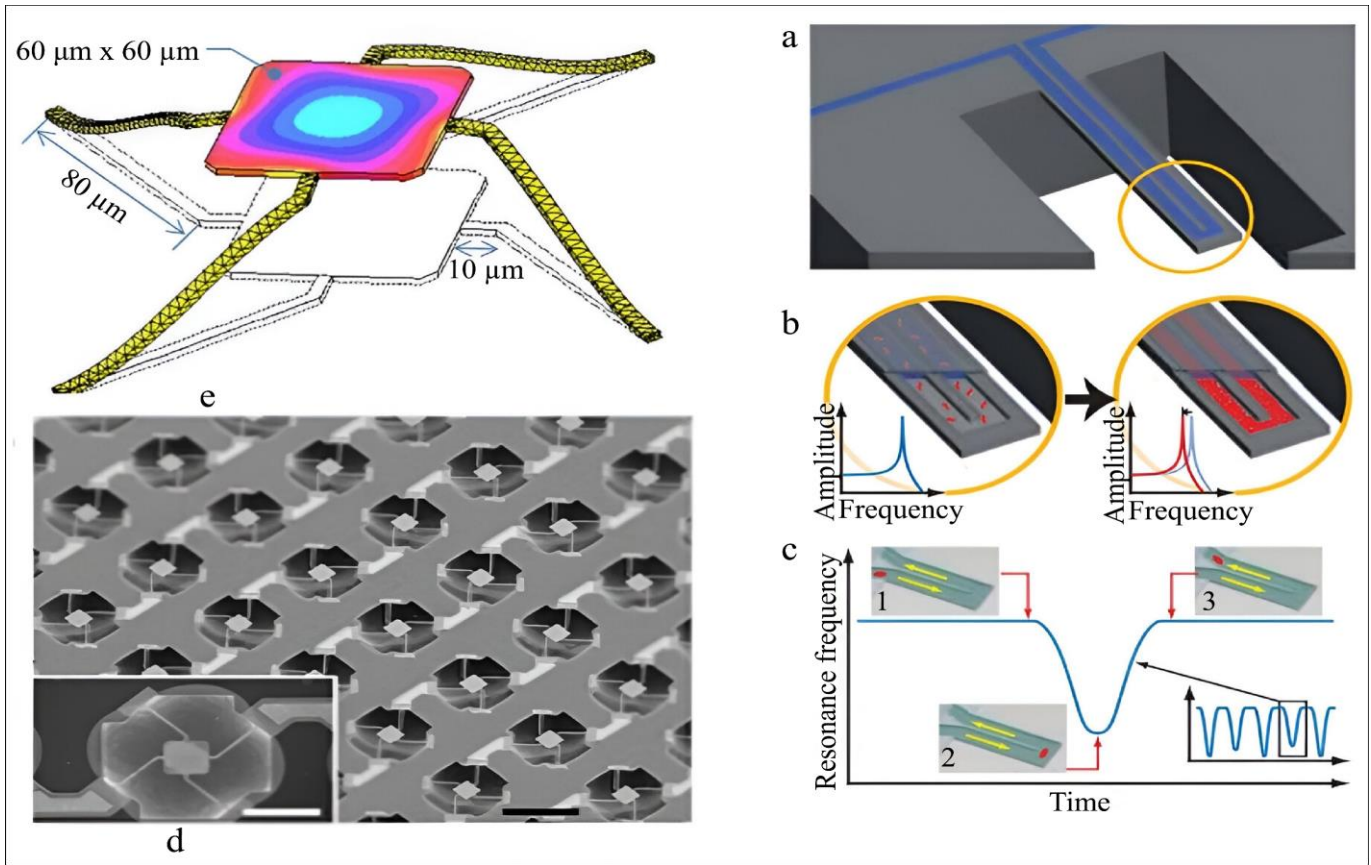 60 µm x 60 µm
80 µm
10 µm
e
d
a
b
Amplitude
Frequency
Amplitude
Frequency
c
Resonance frequency
1
3
2
Time